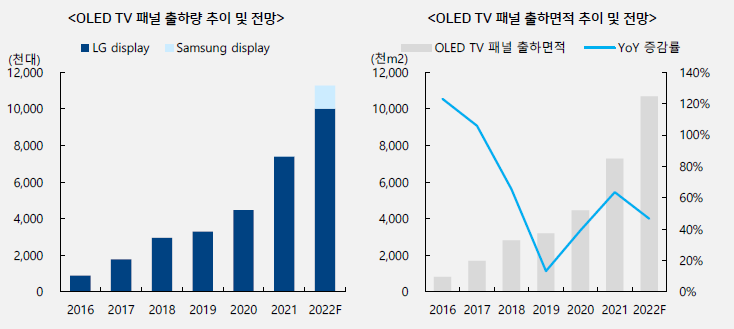 <OLED TV 패널 출하량 추이 및 전망>
LG display Samsung display
(천대)
12,000
10,000
8,000
6,000
4,000
2,000
0
2016 2017 2018 2019 2020 2021 2022F
<OLED TV 패널 출하면적 추이 및 전망>
OLED TV 패널 출하면적 YoY 증감률
(천m2)
12,000 140%
10,000 120%
8,000 100%
6,000 80%
4,000 60%
2,000 40%
0 20%
0%
2016 2017 2018 2019 2020 2021 2022F